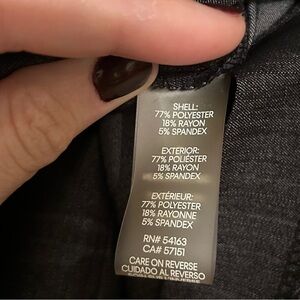 SHELL:
77% POLYESTER
18% RAYON
5% SPANDEX
EXTERIOR:
77% POLIÉSTER
18% RAYON
5% SPANDEX
EXTÉRIEUR:
77% POLYESTER
18% RAYONNE
5% SPANDEX
RN# 54163
CA# 57151
CARE ON REVERSE
CUIDADO AL REVERSO